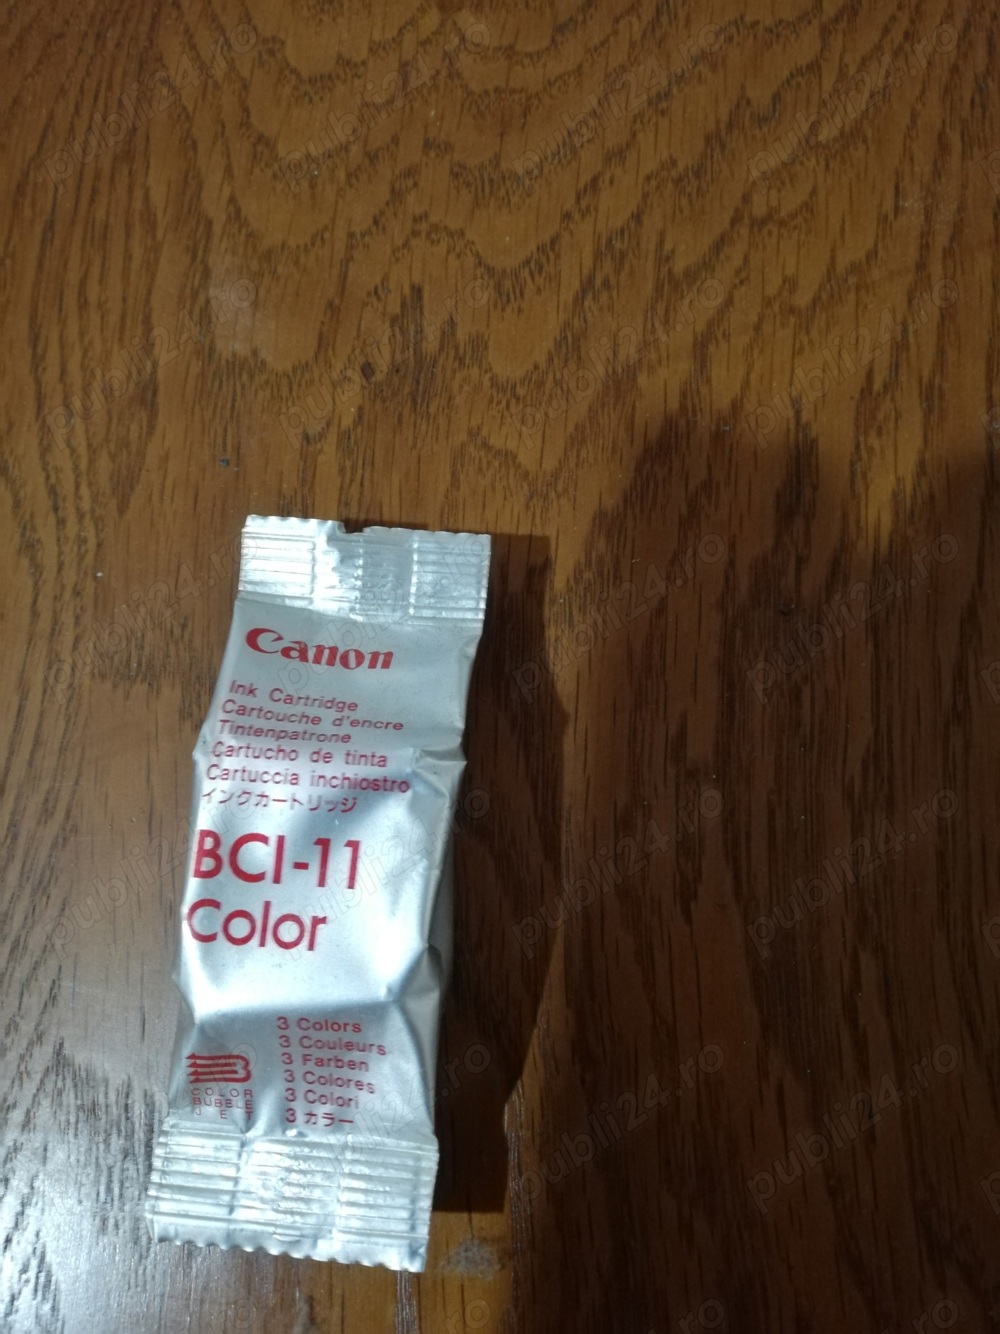 Canon
Ink Cartridge
Cartouche d'encre
Tintenpatrone
Cartucho de tinta
Cartuccia inchiostro
インクカートリッジ
BCI-11
Color
3 Colors
3 Couleurs
3 Farben
3 Colores
3 Colori
3 カラー
COLOR
BUBBLE
JET
publi24.ro